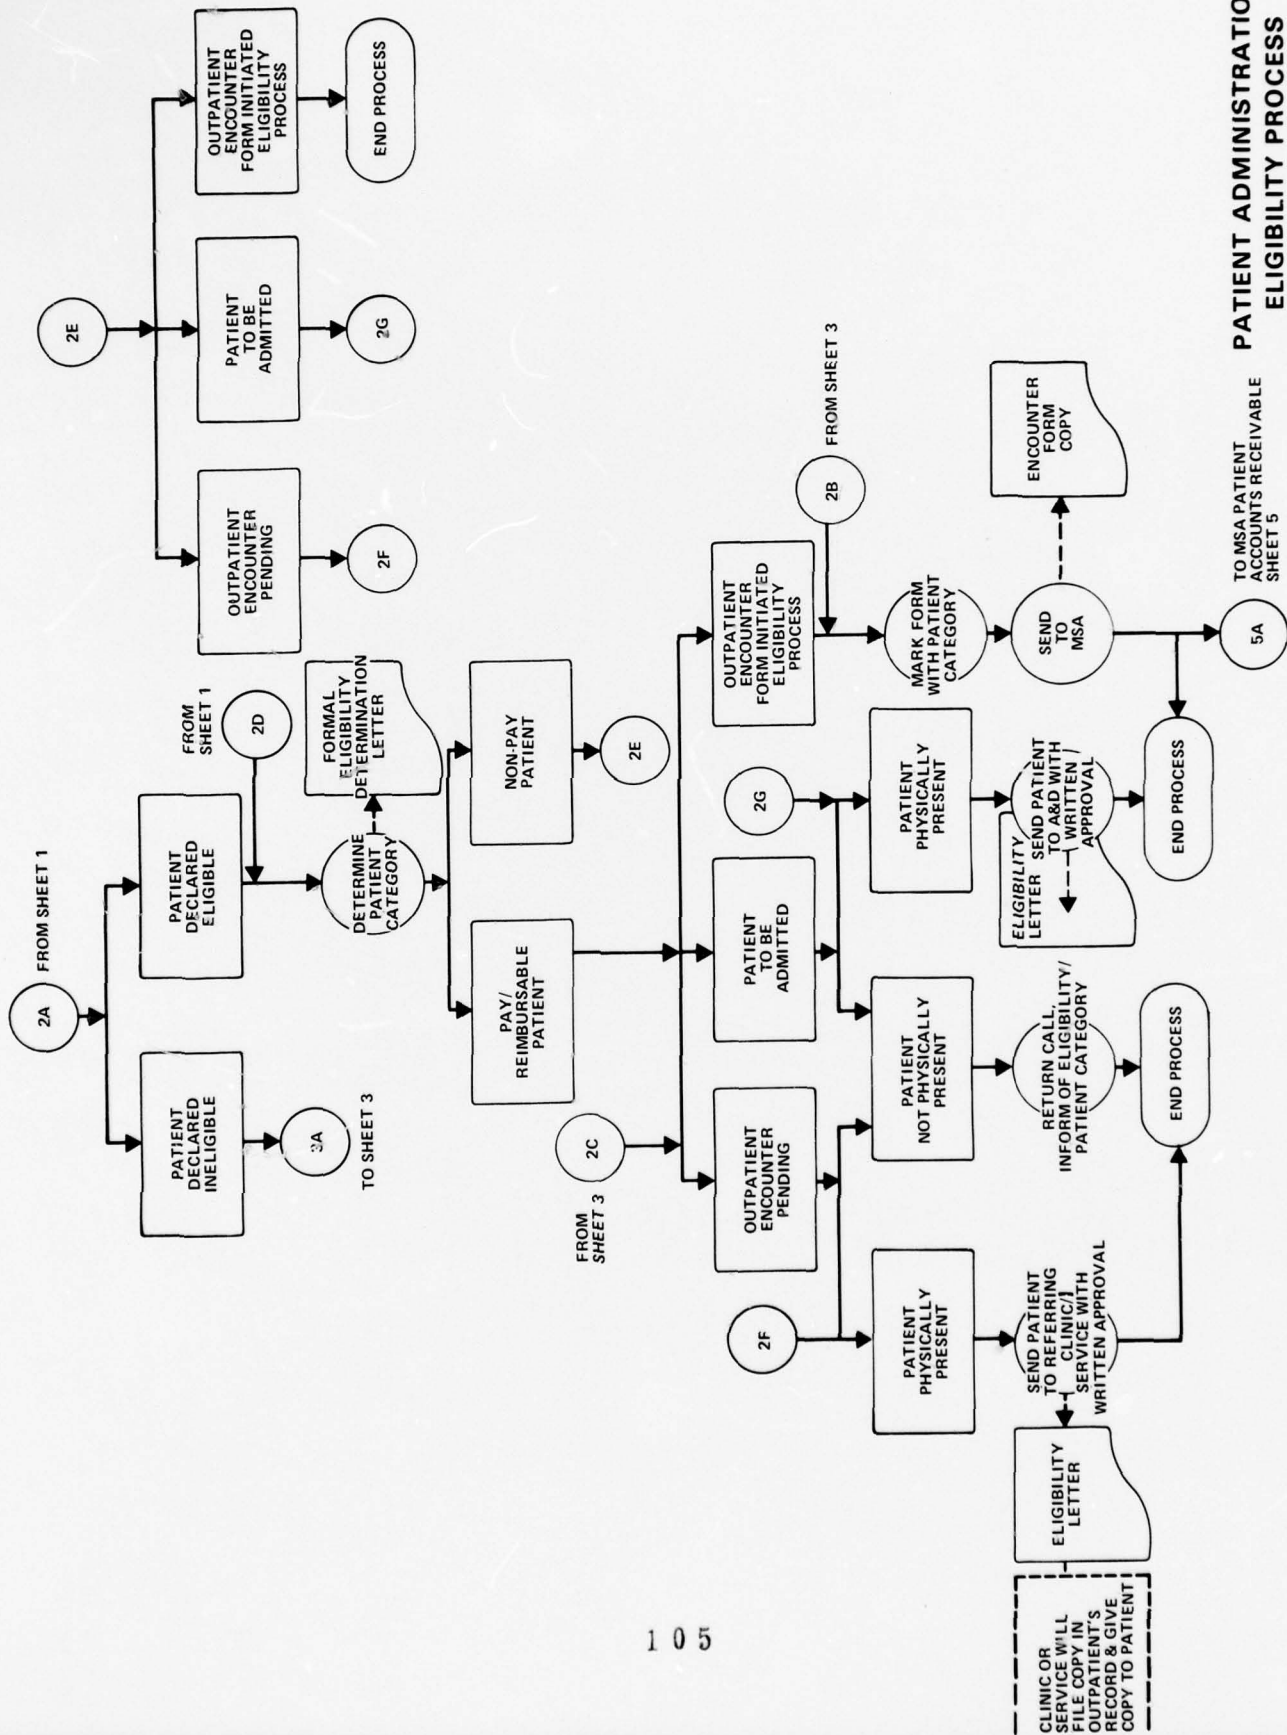 2A
FROM SHEET 1
PATIENT
DECLARED
INELIGIBLE
3A
TO SHEET 3
PATIENT
DECLARED
ELIGIBLE
FROM
SHEET 1
2D
DETERMINE
PATIENT
CATEGORY
FORMAL
ELIGIBILITY
DETERMINATION
LETTER
PAY/
REIMBURSABLE
PATIENT
NON-PAY
PATIENT
2E
2E
OUTPATIENT
ENCOUNTER
PENDING
2F
PATIENT
TO BE
ADMITTED
2G
OUTPATIENT
ENCOUNTER
FORM INITIATED
ELIGIBILITY
PROCESS
END PROCESS
FROM
SHEET 3
2C
OUTPATIENT
ENCOUNTER
PENDING
PATIENT
TO BE
ADMITTED
OUTPATIENT
ENCOUNTER
FORM INITIATED
ELIGIBILITY
PROCESS
2F
2G
2B
FROM SHEET 3
PATIENT
PHYSICALLY
PRESENT
PATIENT
NOT PHYSICALLY
PRESENT
PATIENT
PHYSICALLY
PRESENT
MARK FORM
WITH PATIENT
CATEGORY
SEND PATIENT
TO REFERRING
CLINIC/
SERVICE WITH
WRITTEN APPROVAL
RETURN CALL,
INFORM OF ELIGIBILITY/
PATIENT CATEGORY
ELIGIBILITY
LETTER
SEND PATIENT
TO A&D WITH
WRITTEN
APPROVAL
SEND
TO
MSA
ENCOUNTER
FORM
COPY
ELIGIBILITY
LETTER
CLINIC OR
SERVICE WILL
FILE COPY IN
OUTPATIENT'S
RECORD & GIVE
COPY TO PATIENT
END PROCESS
END PROCESS
5A
TO MSA PATIENT
ACCOUNTS RECEIVABLE
SHEET 5
PATIENT ADMINISTRATIO
ELIGIBILITY PROCESS
105